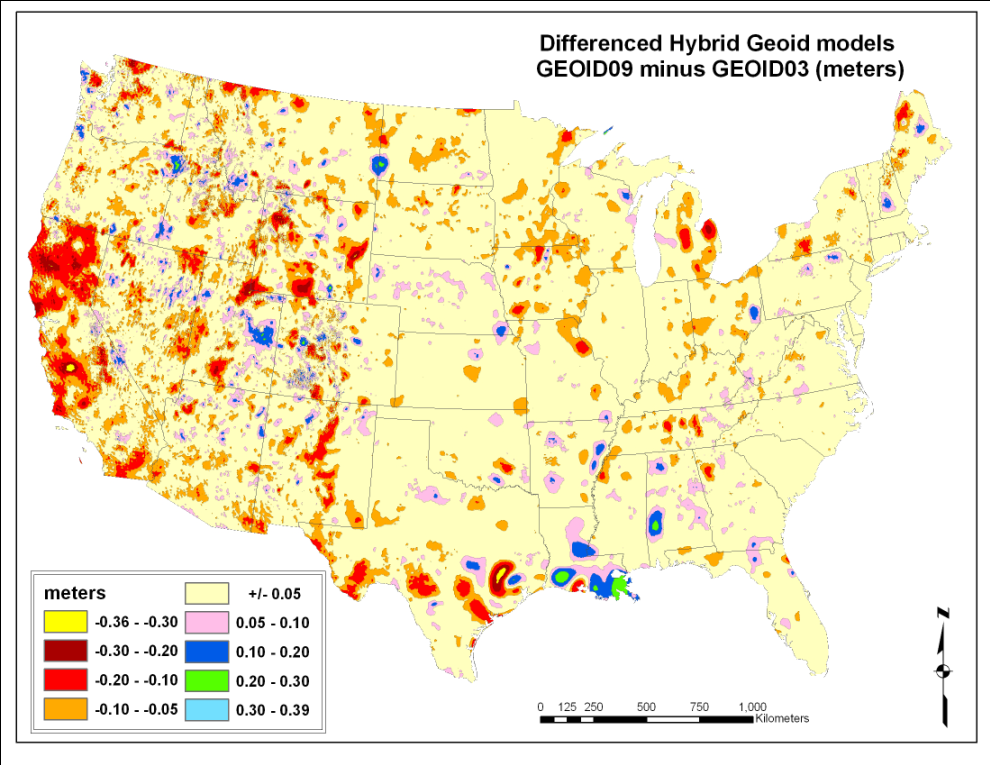 Differenced Hybrid Geoid models
GEOID09 minus GEOID03 (meters)
meters
-0.36 - -0.30
-0.30 - -0.20
-0.20 - -0.10
-0.10 - -0.05
+/- 0.05
0.05 - 0.10
0.10 - 0.20
0.20 - 0.30
0.30 - 0.39
0 125 250 500 750 1,000
Kilometers
N